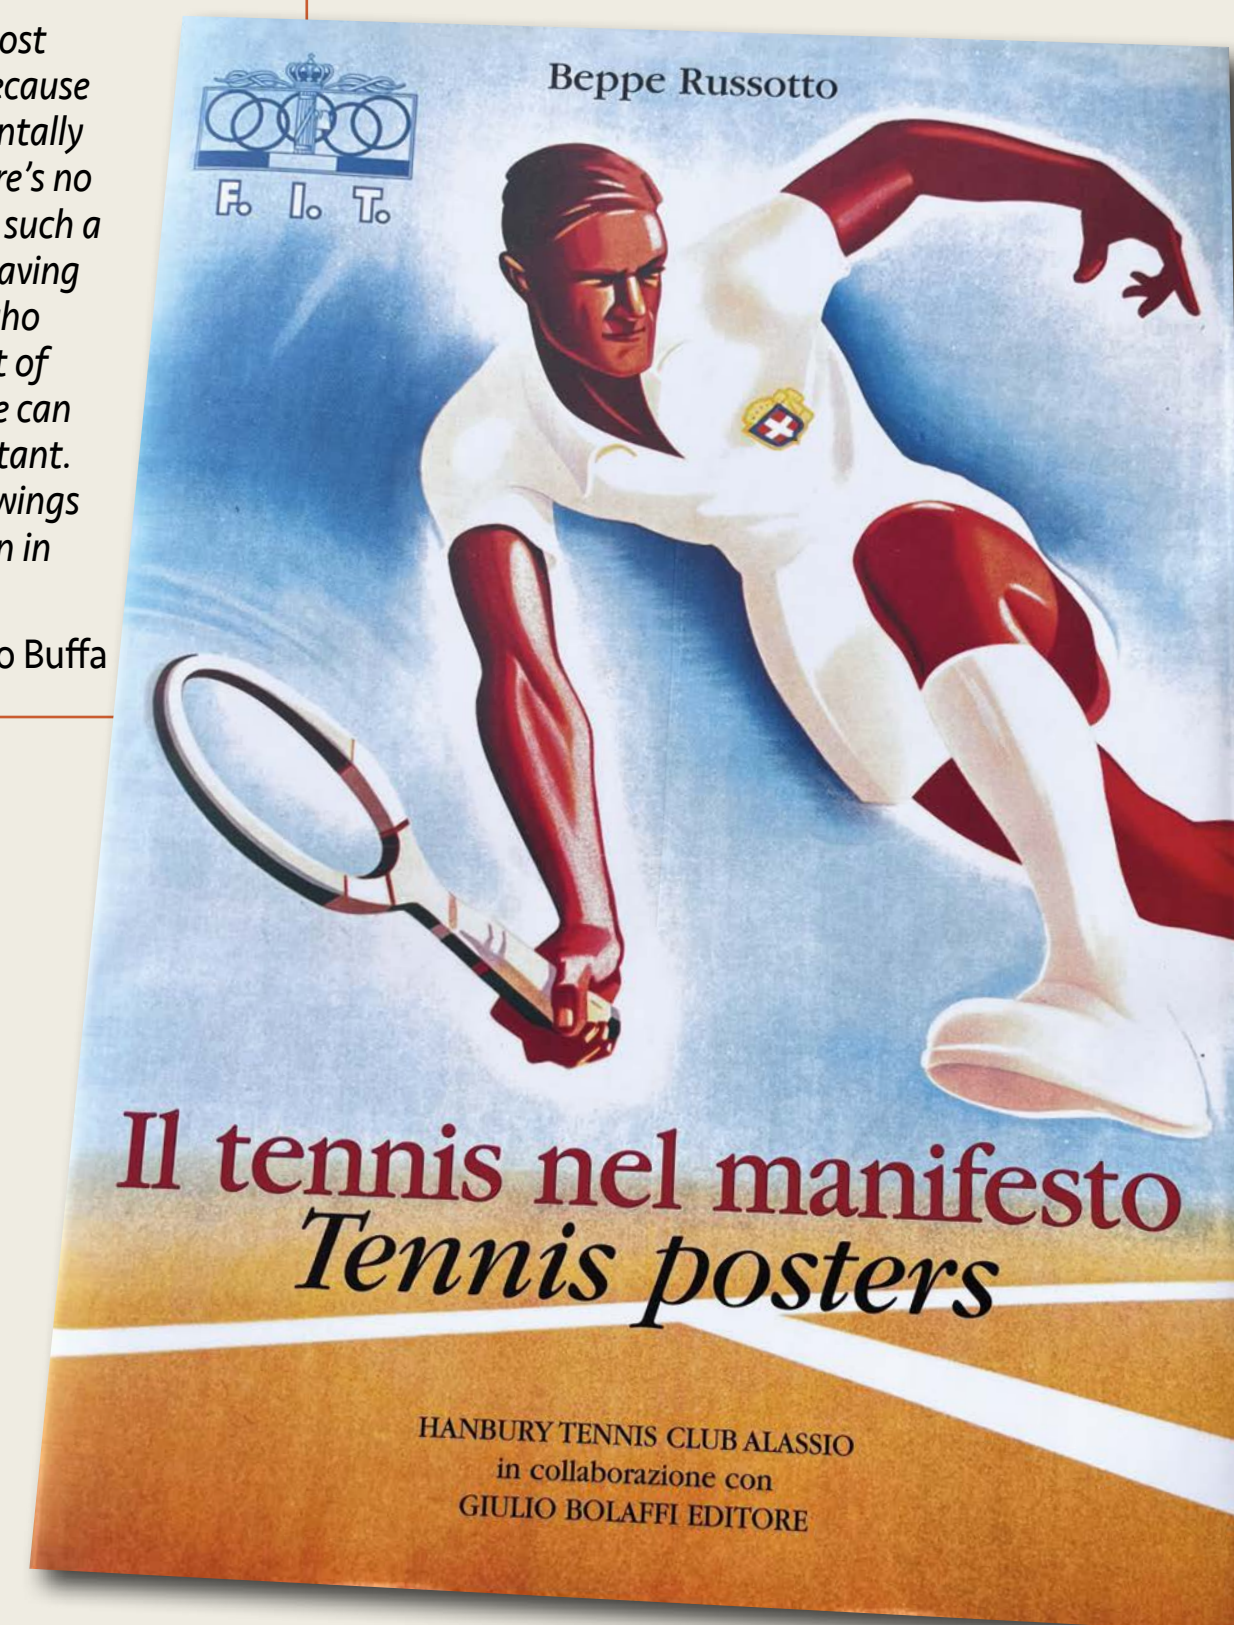 ost
ecause
ntally
re's no
such a
aving
ho
t of
e can
tant.
wings
n in
o Buffa
Beppe Russotto
F. I. T.
Il tennis nel manifesto
Tennis posters
HANBURY TENNIS CLUB ALASSIO
in collaborazione con
GIULIO BOLAFFI EDITORE